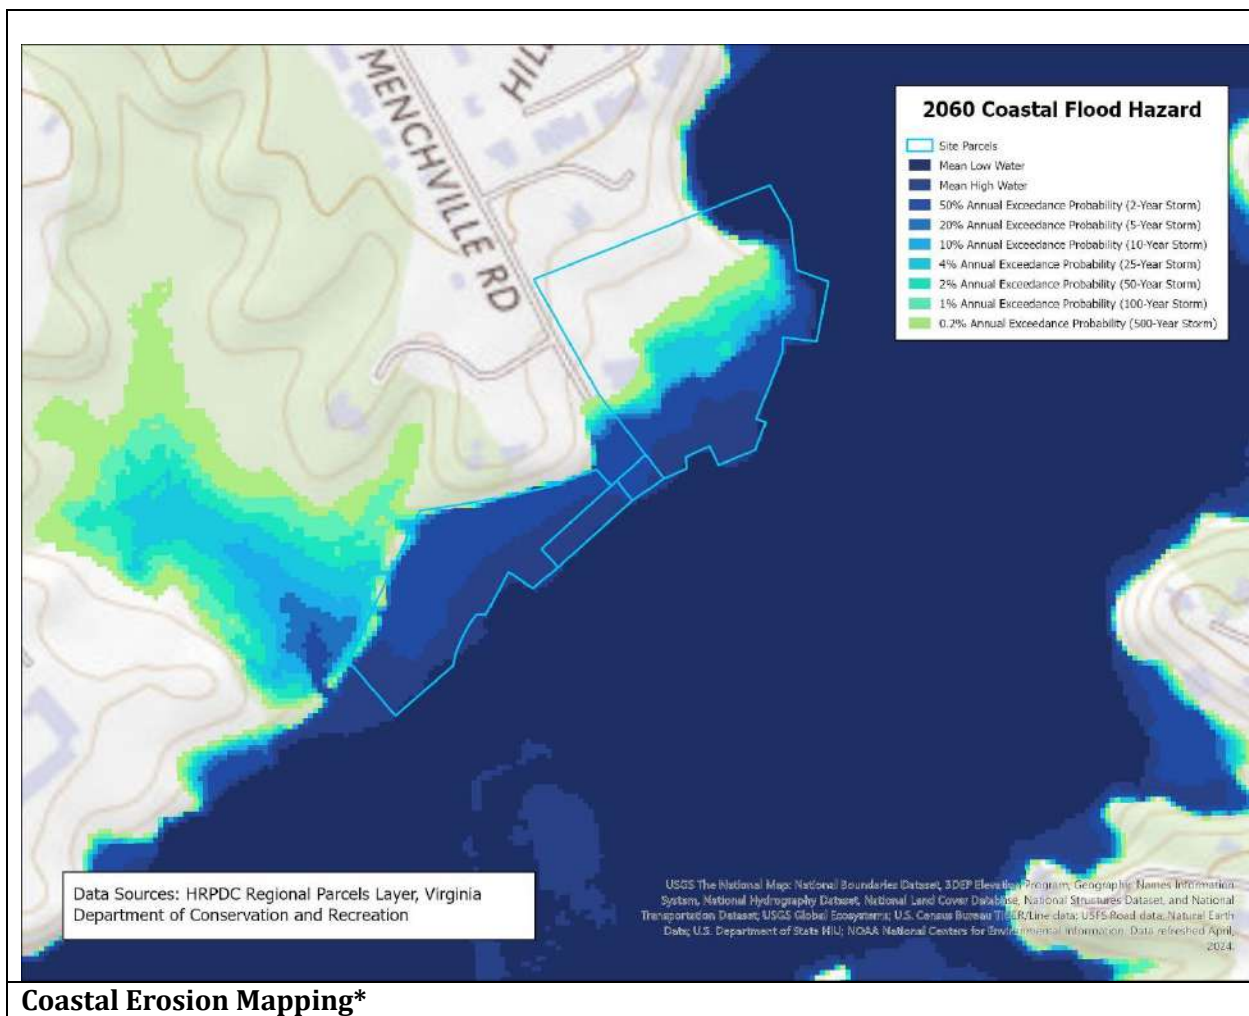 MENCHVILLE RD
HIL
2060 Coastal Flood Hazard
Site Parcels
Mean Low Water
Mean High Water
50% Annual Exceedance Probability (2-Year Storm)
20% Annual Exceedance Probability (5-Year Storm)
10% Annual Exceedance Probability (10-Year Storm)
4% Annual Exceedance Probability (25-Year Storm)
2% Annual Exceedance Probability (50-Year Storm)
1% Annual Exceedance Probability (100-Year Storm)
0.2% Annual Exceedance Probability (500-Year Storm)
Data Sources: HRPDC Regional Parcels Layer, Virginia
Department of Conservation and Recreation
USGS The National Map: National Boundaries Dataset, 3DEP Elevation Program, Geographic Names Information
System, National Hydrography Dataset, National Land Cover Database, National Structures Dataset, and National
Transportation Dataset; USGS Global Ecosystems; U.S. Census Bureau TIGER/Line data; USFS Road data; Natural Earth
Data; U.S. Department of State HIU; NOAA National Centers for Environmental Information. Data refreshed April,
2024.
Coastal Erosion Mapping*